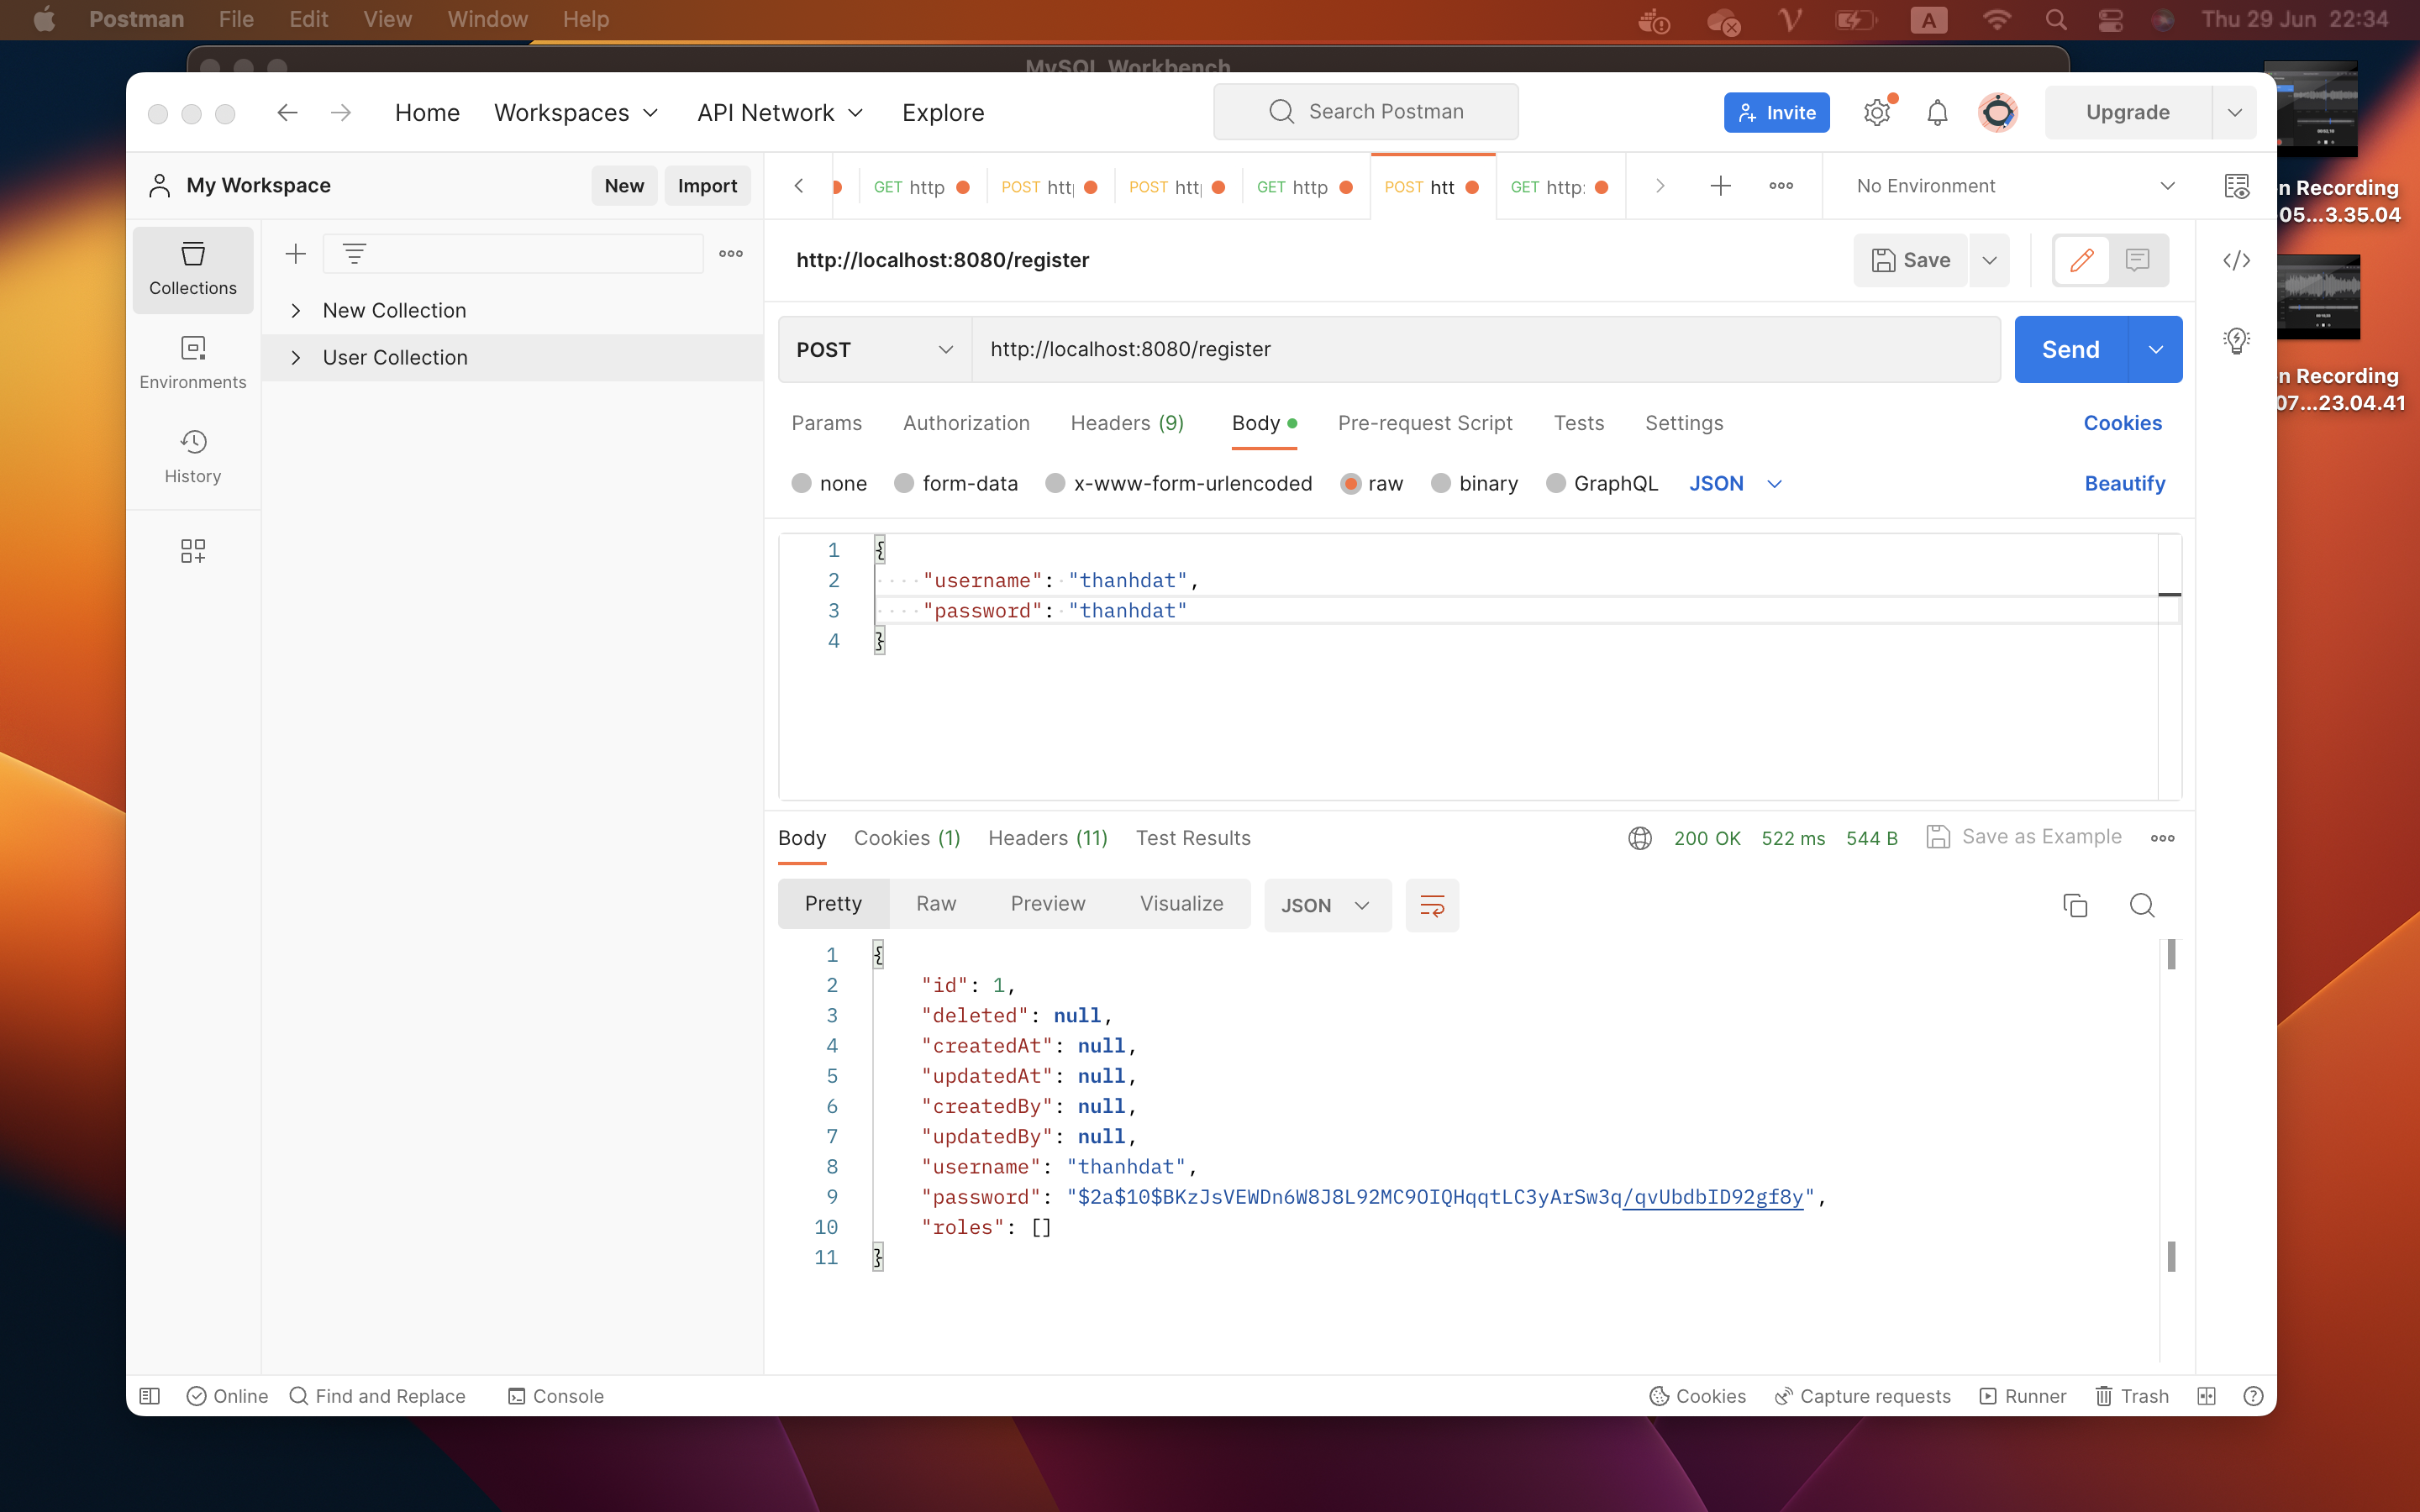 Postman File Edit View Window Help
A Thu 29 Jun 22:34
MySQL Workbench
Home Workspaces API Network Explore Search Postman Invite Upgrade
My Workspace New Import
GET http POST htt POST htt GET http POST htt GET http: No Environment
n Recording
05...3.35.04
n Recording
07...23.04.41
Collections
Environments
History
New Collection
User Collection
http://localhost:8080/register Save
POST http://localhost:8080/register Send
Params Authorization Headers (9) Body Pre-request Script Tests Settings Cookies
none form-data x-www-form-urlencoded raw binary GraphQL JSON Beautify
1 {
2 "username": "thanhdat",
3 "password": "thanhdat"
4 }
Body Cookies (1) Headers (11) Test Results 200 OK 522 ms 544 B Save as Example
Pretty Raw Preview Visualize JSON
1 {
2 "id": 1,
3 "deleted": null,
4 "createdAt": null,
5 "updatedAt": null,
6 "createdBy": null,
7 "updatedBy": null,
8 "username": "thanhdat",
9 "password": "$2a$10$BKzJsVEWDn6W8J8L92MC9OIQHqqtLC3yArSw3q/qvUbdbID92gf8y",
10 "roles": []
11 }
Online Find and Replace Console Cookies Capture requests Runner Trash